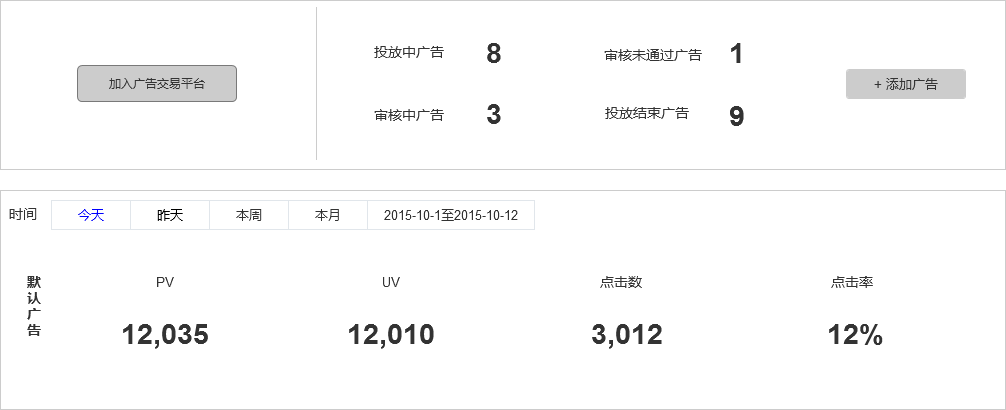 投放中广告 8 审核未通过广告 1
加入广告交易平台 + 添加广告
审核中广告 3 投放结束广告 9
时间 今天 昨天 本周 本月 2015-10-1至2015-10-12
默认广告
PV UV 点击数 点击率
12,035 12,010 3,012 12%